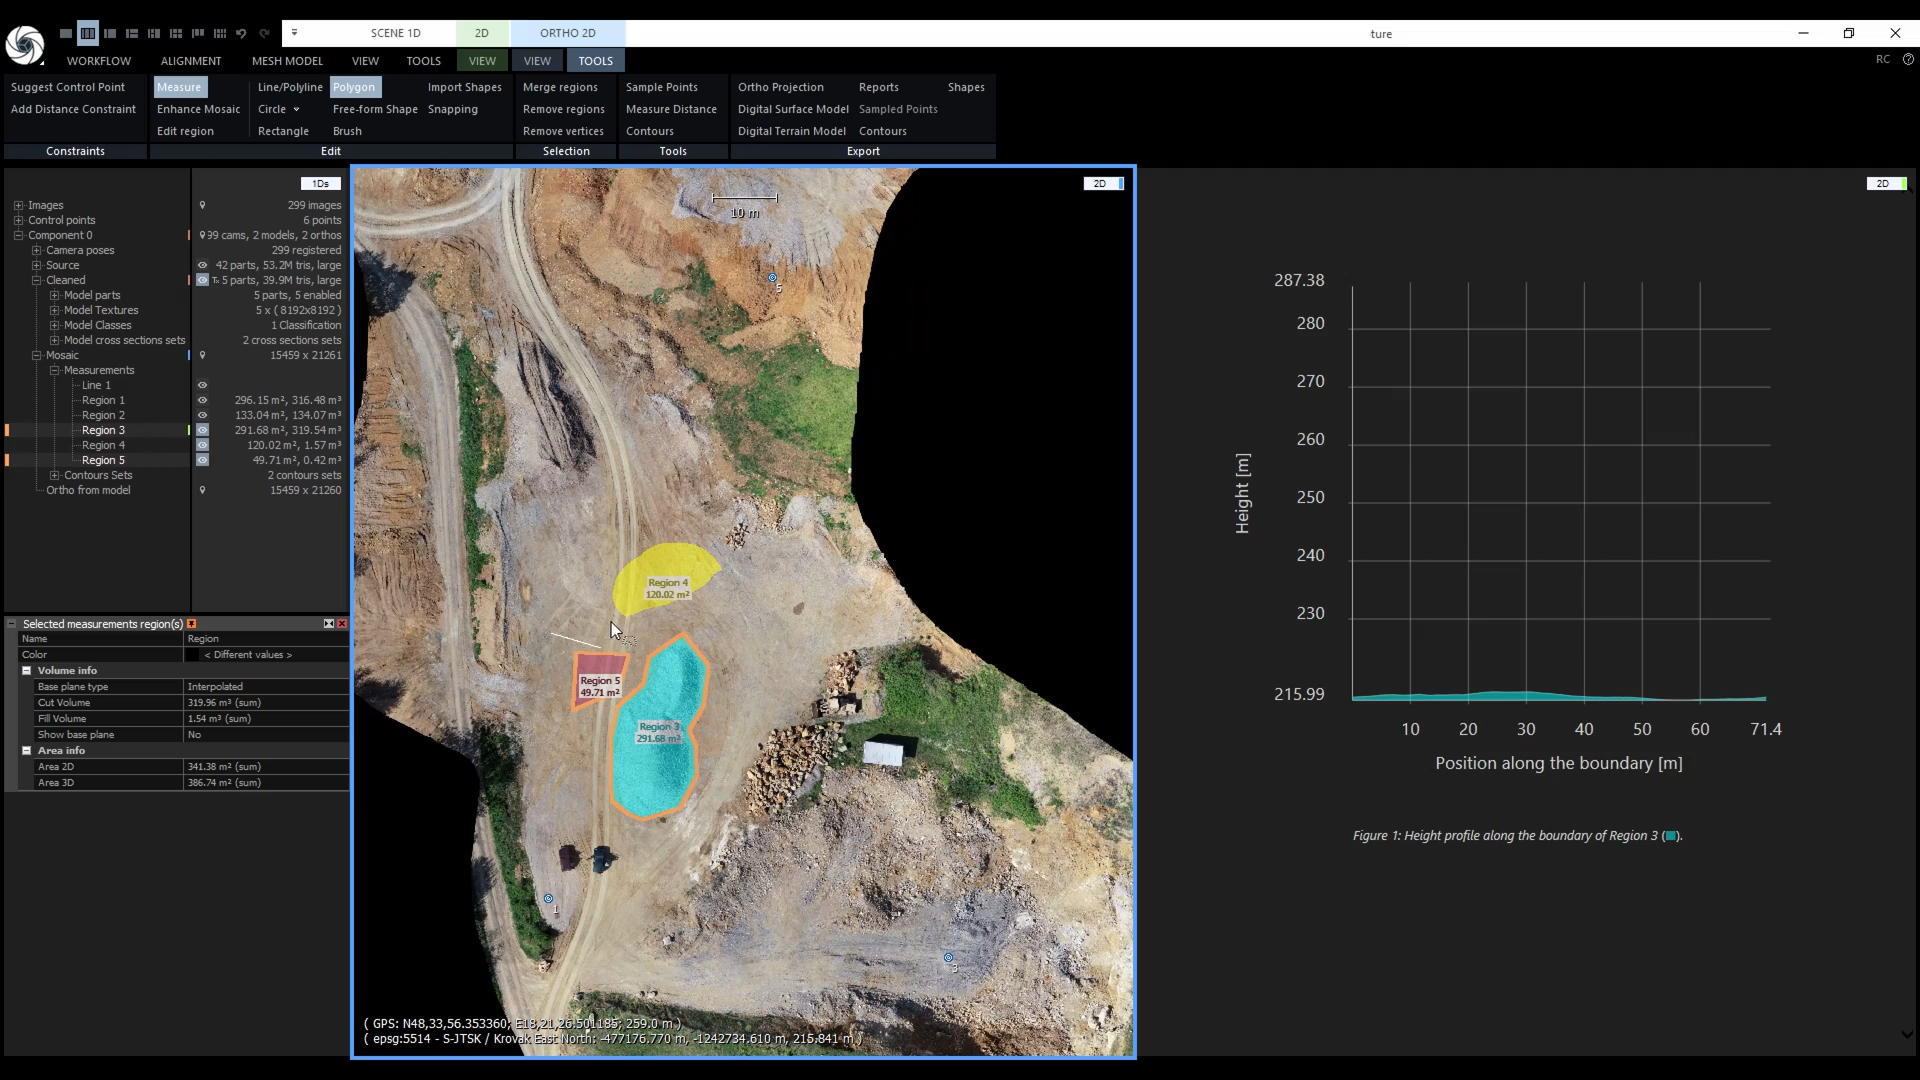 SCENE 1D
2D
ORTHO 2D
ture
WORKFLOW
ALIGNMENT
MESH MODEL
VIEW
TOOLS
VIEW
VIEW
TOOLS
RC
Suggest Control Point
Add Distance Constraint
Constraints
Measure
Line/Polyline
Polygon
Import Shapes
Enhance Mosaic
Circle
Free-form Shape
Snapping
Edit region
Rectangle
Brush
Edit
Merge regions
Remove regions
Remove vertices
Selection
Sample Points
Measure Distance
Contours
Tools
Ortho Projection
Reports
Shapes
Digital Surface Model
Sampled Points
Digital Terrain Model
Contours
Export
1Ds
Images 299 images
Control points 6 points
Component 0 99 cams, 2 models, 2 orthos
Camera poses 299 registered
Source 42 parts, 53.2M tris, large
Cleaned Tx 5 parts, 39.9M tris, large
Model parts 5 parts, 5 enabled
Model Textures 5 x ( 8192x8192 )
Model Classes 1 Classification
Model cross sections sets 2 cross sections sets
Mosaic 15459 x 21261
Measurements
Line 1
Region 1 296.15 m², 316.48 m³
Region 2 133.04 m², 134.07 m³
Region 3 291.68 m², 319.54 m³
Region 4 120.02 m², 1.57 m³
Region 5 49.71 m², 0.42 m³
Contours Sets 2 contours sets
Ortho from model 15459 x 21260
Selected measurements region(s)
Name Region
Color < Different values >
Volume info
Base plane type Interpolated
Cut Volume 319.96 m³ (sum)
Fill Volume 1.54 m³ (sum)
Show base plane No
Area info
Area 2D 341.38 m² (sum)
Area 3D 386.74 m² (sum)
2D
10 m
5
Region 4
120.02 m²
Region 5
49.71 m²
Region 3
291.68 m²
1
3
( GPS: N48,33,56.353360; E18,21,26.501185; 259.0 m )
( epsg:5514 - S-JTSK / Krovak East North: -477176.770 m, -1242734.610 m, 215.841 m )
2D
287.38
280
270
260
250
240
230
215.99
Height [m]
10 20 30 40 50 60 71.4
Position along the boundary [m]
Figure 1: Height profile along the boundary of Region 3 ( ).